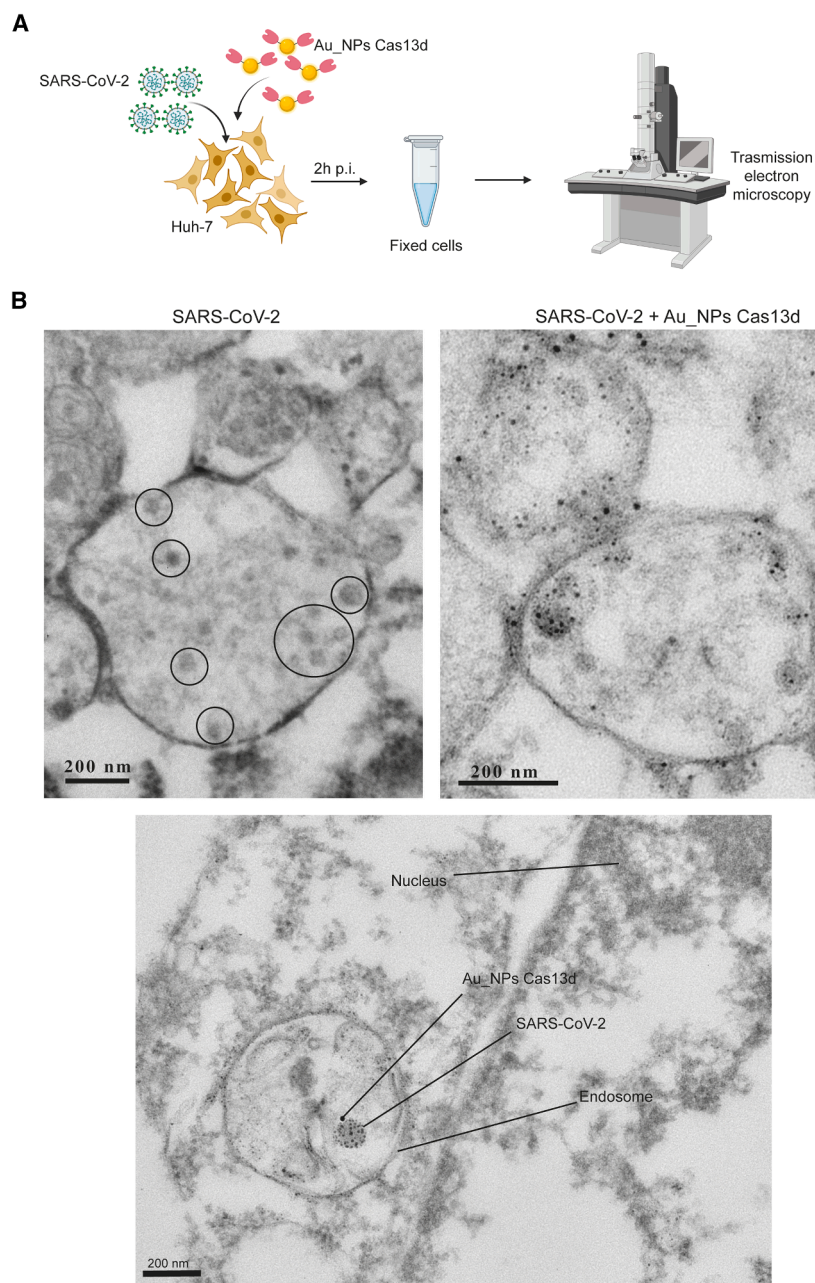 A
Au_NPs Cas13d
SARS-CoV-2
2h p.i.
Huh-7
Fixed cells
Trasmission
electron
microscopy
B
SARS-CoV-2
SARS-CoV-2 + Au_NPs Cas13d
200 nm
200 nm
Nucleus
Au_NPs Cas13d
SARS-CoV-2
Endosome
200 nm